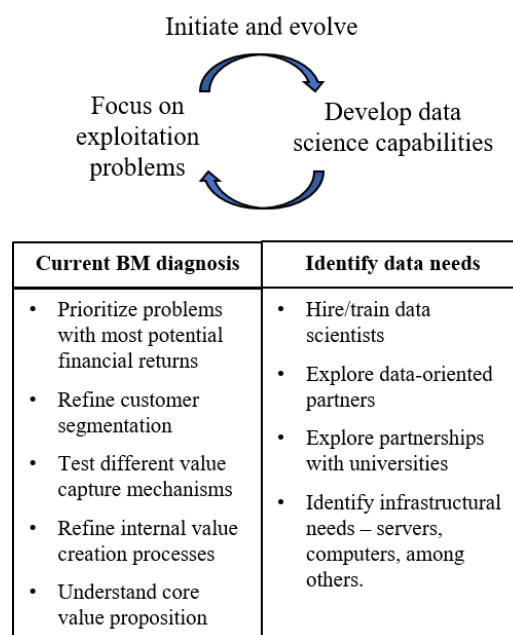 Initiate and evolve
Focus on
exploitation
problems
Develop data
science capabilities
Current BM diagnosis
• Prioritize problems
with most potential
financial returns
• Refine customer
segmentation
• Test different value
capture mechanisms
• Refine internal value
creation processes
• Understand core
value proposition
Identify data needs
• Hire/train data
scientists
• Explore data-oriented
partners
• Explore partnerships
with universities
• Identify infrastructural
needs – servers,
computers, among
others.